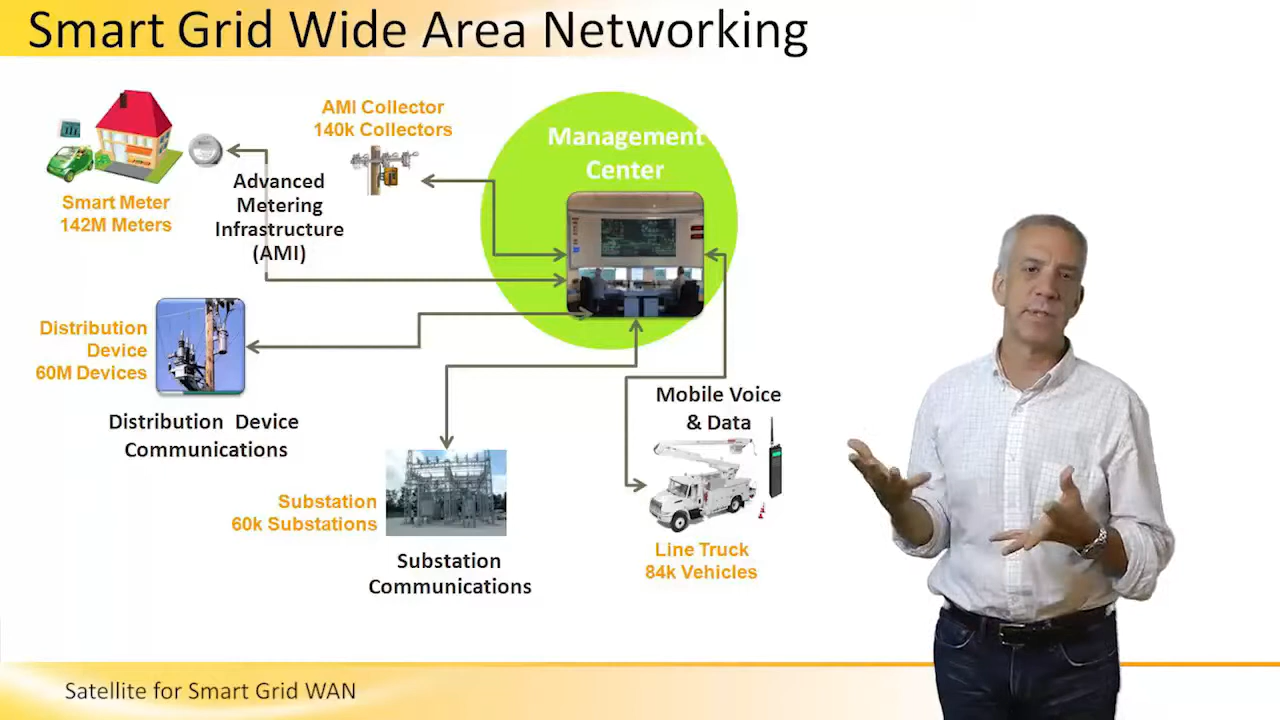 Smart Grid Wide Area Networking
AMI Collector
140k Collectors
Management
Center
Smart Meter
142M Meters
Advanced
Metering
Infrastructure
(AMI)
Distribution
Device
60M Devices
Distribution Device
Communications
Mobile Voice
& Data
Substation
60k Substations
Substation
Communications
Line Truck
84k Vehicles
Satellite for Smart Grid WAN